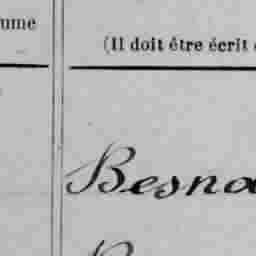 ume
(Il doit être écrit
Besna